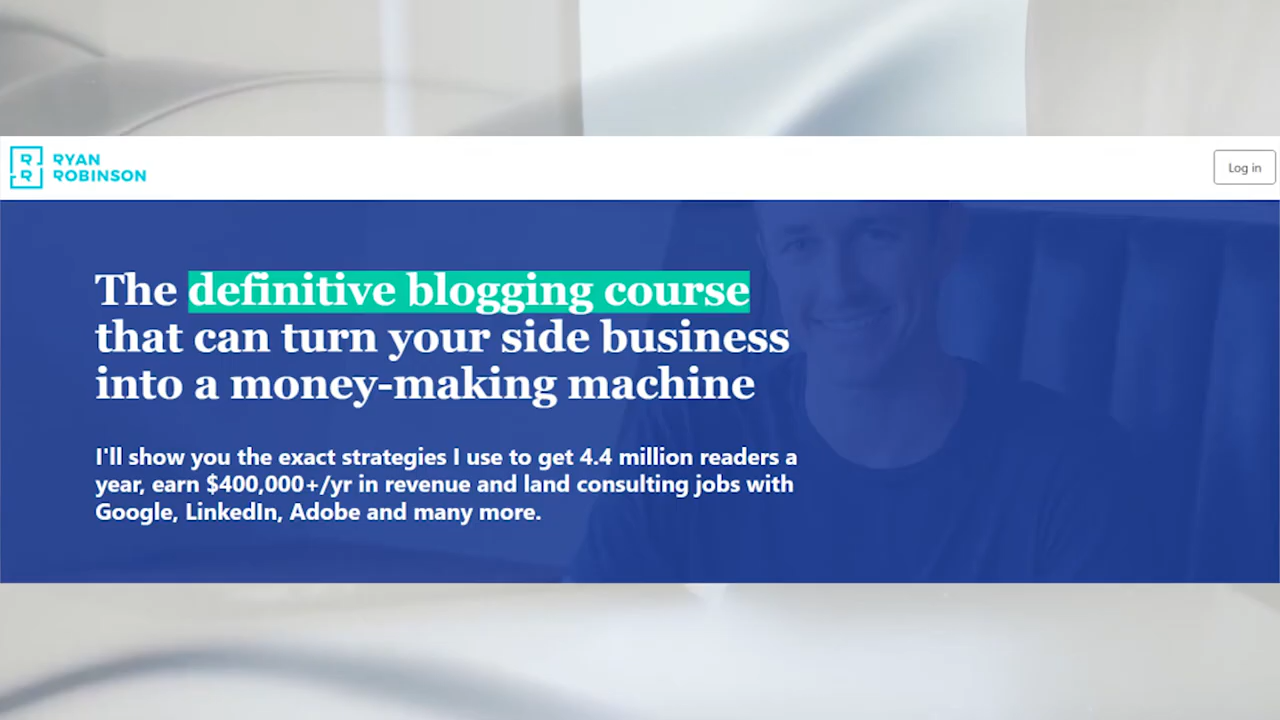 RYAN
ROBINSON
Log in
The definitive blogging course
that can turn your side business
into a money-making machine
I'll show you the exact strategies I use to get 4.4 million readers a
year, earn $400,000+/yr in revenue and land consulting jobs with
Google, LinkedIn, Adobe and many more.